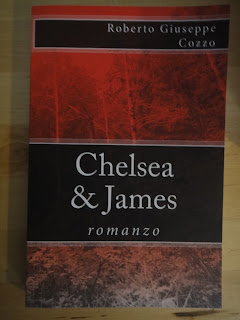 Roberto Giuseppe
Cozzo
Chelsea
& James
romanzo